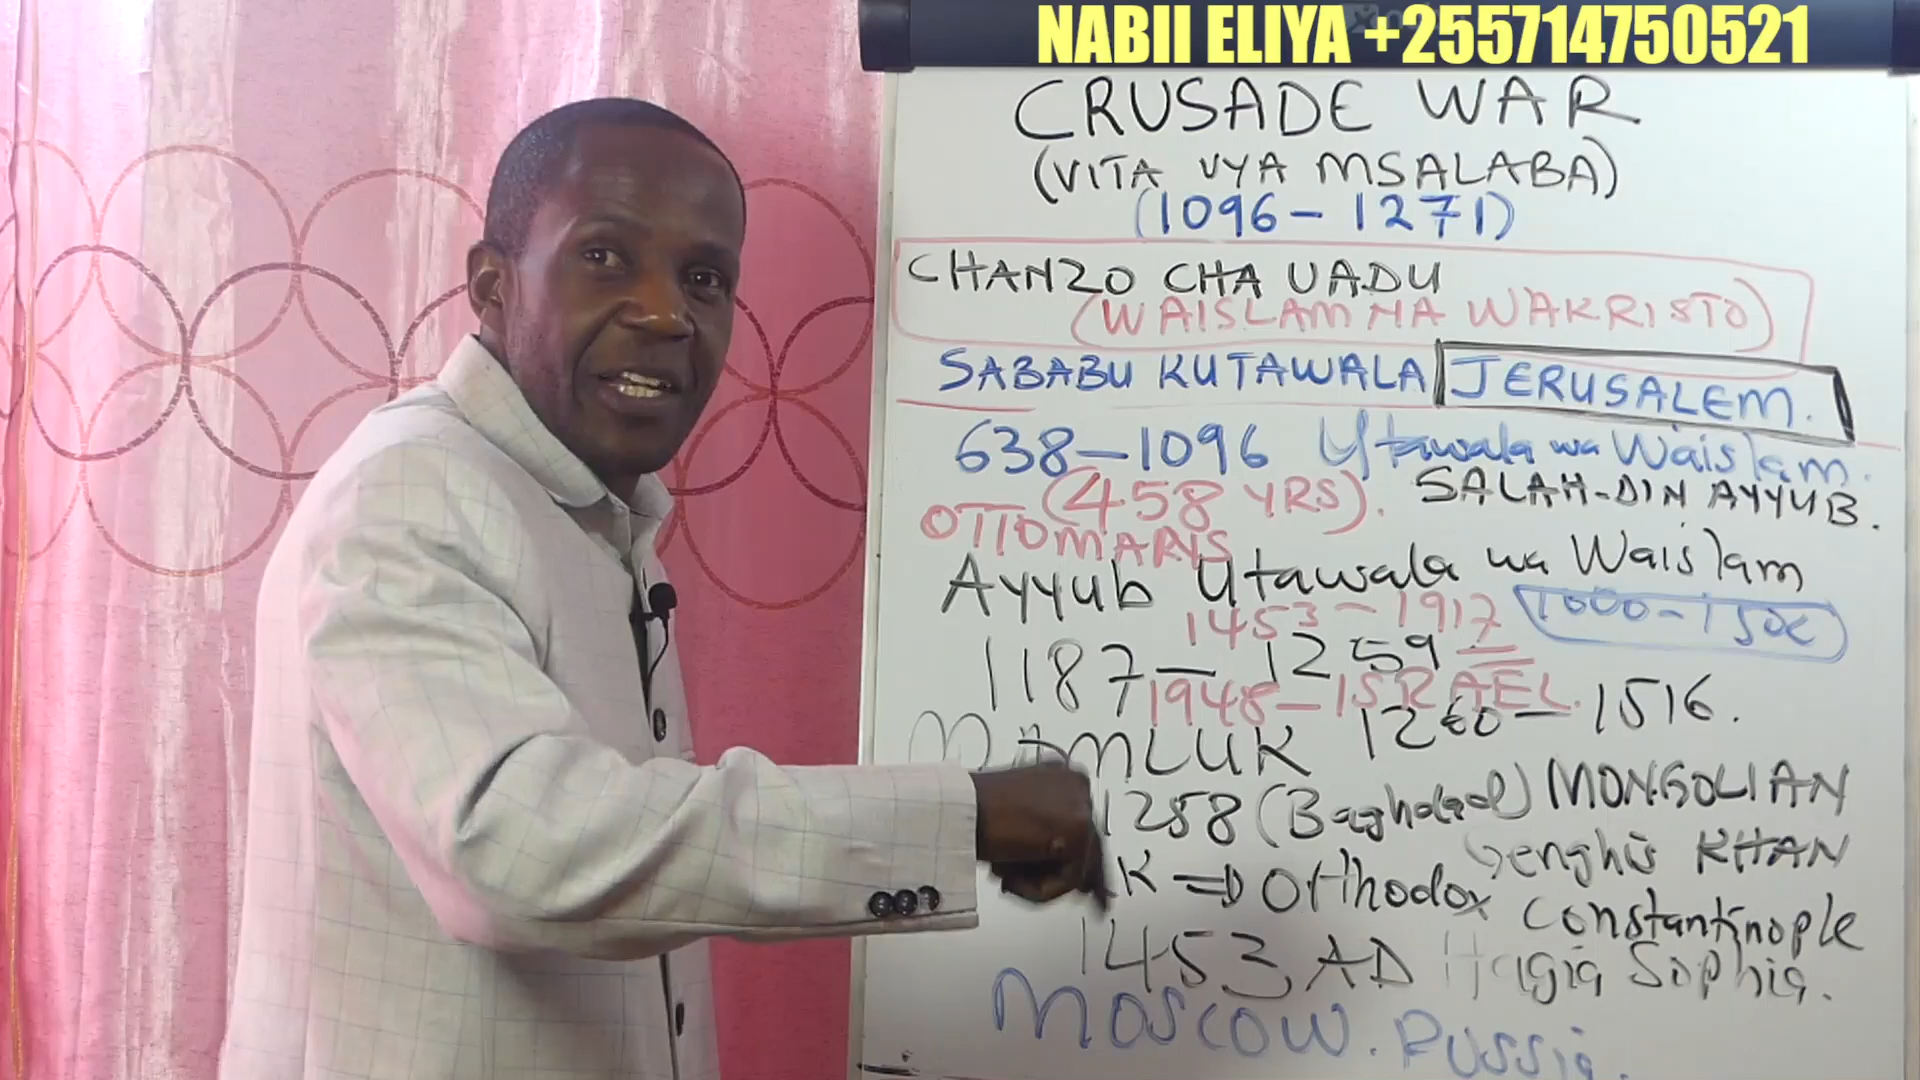 NABII ELIYA +255714750521
CRUSADE WAR
(VITA VYA MSALABA)
(1096-1271)
CHANZO CHA UADU
(WAISLAM NA WAKRISTO)
SABABU KUTAWALA JERUSALEM.
638-1096 Utawala wa Waislam.
(458 YRS). SALAH-DIN AYYUB.
OTTOMANS
Ayyub Utawala wa Waislam
1453-1917
1187-1259
1948-ISRAEL.
MAMLUK 1260-1516.
1258 (Baghdad) MONGOLIAN
Genghis KHAN
K => Orthodox Constantinople
1453 AD Hagia Sophia.
MOSCOW. RUSSIA.